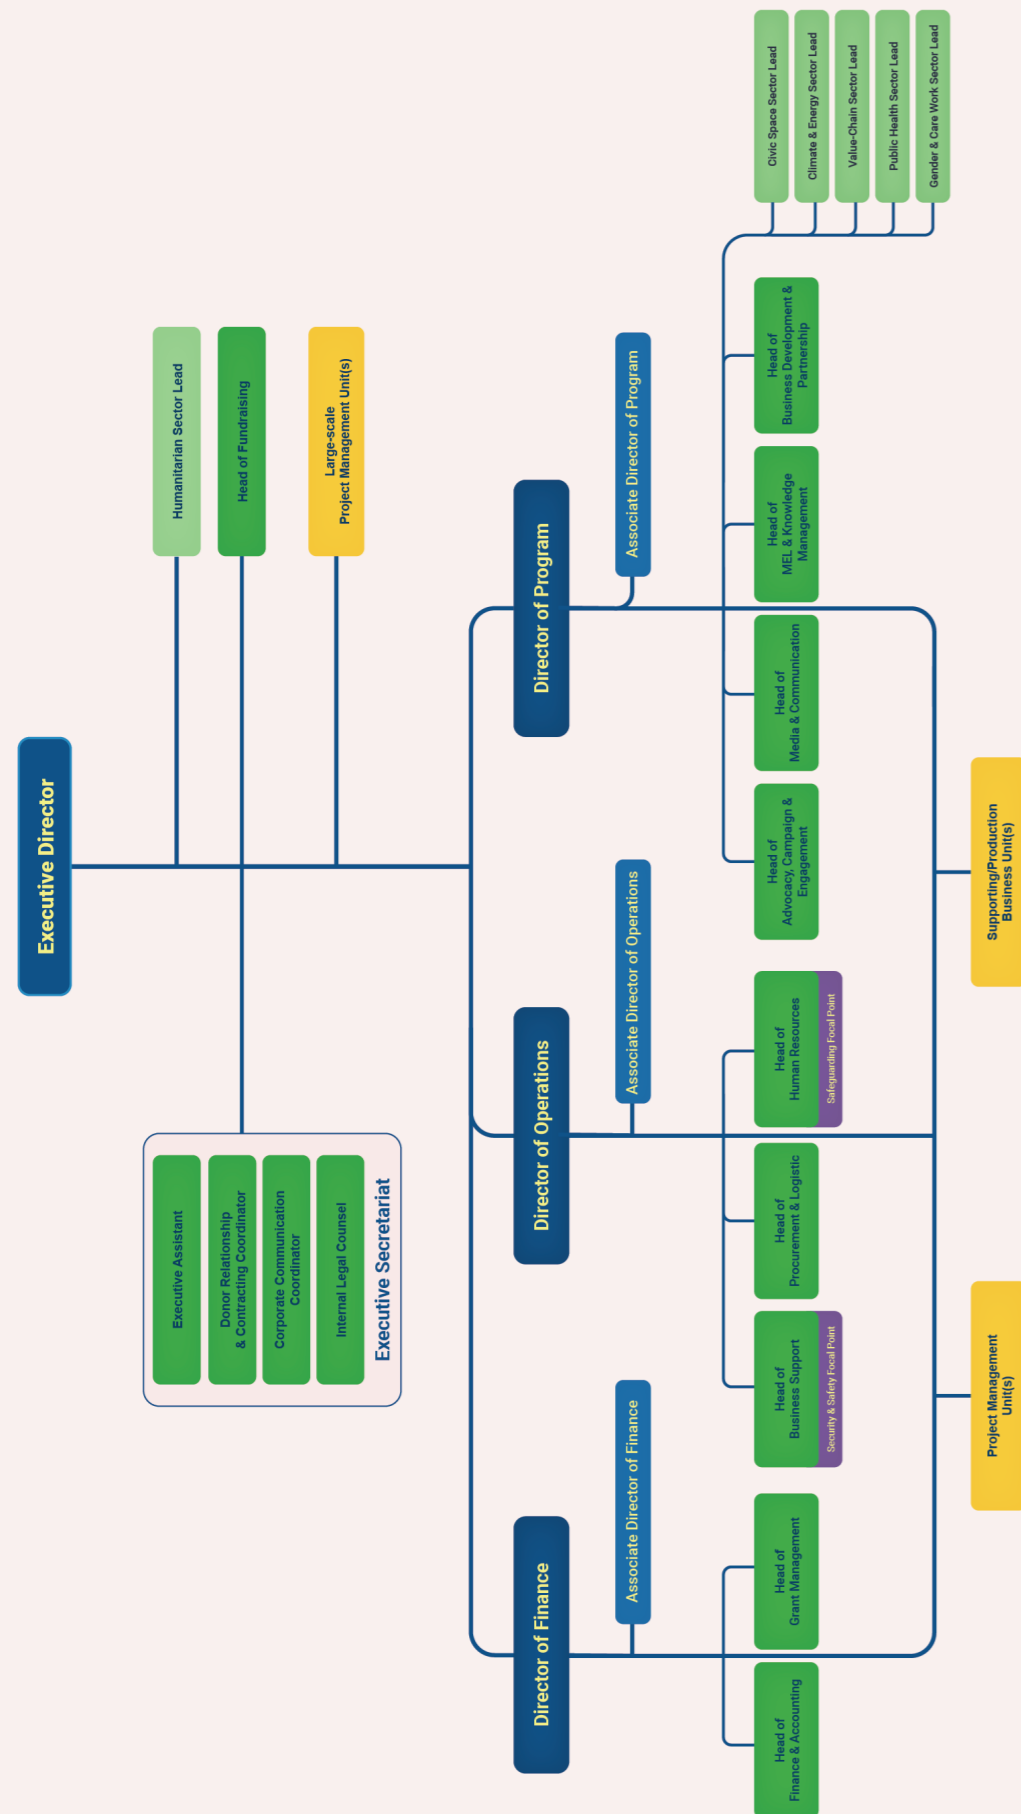 Executive Director
Executive Assistant
Donor Relationship
& Contracting Coordinator
Corporate Communication
Coordinator
Internal Legal Counsel
Executive Secretariat
Humanitarian Sector Lead
Head of Fundraising
Large-scale
Project Management Unit(s)
Director of Finance
Director of Operations
Director of Program
Associate Director of Finance
Associate Director of Operations
Associate Director of Program
Head of
Finance & Accounting
Head of
Grant Management
Head of
Business Support
Security & Safety Focal Point
Head of
Procurement & Logistic
Head of
Human Resources
Safeguarding Focal Point
Head of
Advocacy, Campaign &
Engagement
Head of
Media & Communication
Head of
MEL & Knowledge
Management
Head of
Business Development &
Partnership
Civic Space Sector Lead
Climate & Energy Sector Lead
Value-Chain Sector Lead
Public Health Sector Lead
Gender & Care Work Sector Lead
Project Management
Unit(s)
Supporting/Production
Business Unit(s)